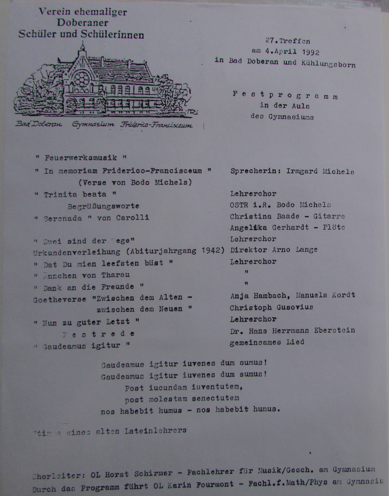 Verein ehemaliger
Doberaner
Schüler und Schülerinnen
Bad Doberan Gymnasium Friderico-Francisceum
27.Treffen
am 4.April 1992
in Bad Doberan und Kühlungsborn
Festprogramm
in der Aula
des Gymnasiums
" Feuerwerksmusik "
" In memoriam Friderico-Francisceum " Sprecherin: Irmgard Michels
(Verse von Bodo Michels)
" Trinita beata " Lehrerchor
Begrüßungsworte OSTR i.R. Bodo Michels
" Serenada " von Carolli Christina Baade - Gitarre
Angelika Gerhardt - Flöte
" Zwei sind der ege" Lehrerchor
Urkundenverleihung (Abiturjahrgang 1942) Direktor Arno Lange
" Dat Du mien leefsten büst " Lehrerchor
" Ännchen von Tharau "
" Dank an die Freunde " "
Goetheverse "Zwischen dem Alten - Anja Hambach, Manuela Kordt
zwischen dem Neuen " Christoph Gusovius
" Nun zu guter Letzt " Lehrerchor
Festrede Dr. Hans Herrmann Eberstein
" Gaudeamus igitur " gemeinsames Lied
Gaudeamus igitur iuvenes dum sumus!
Gaudeamus igitur iuvenes dum sumus!
Post iucundam iuventutem,
post molestam senectutem
nos habebit humus - nos habebit humus.
eines alten Lateinlehrers
Chorleiter: OL Horst Schirmer - Fachlehrer für Musik/Gesch. am Gymnasium
Durch das Programm führt OL Karin Fourmont - Fachl.f.Math/Phys am Gymnasium